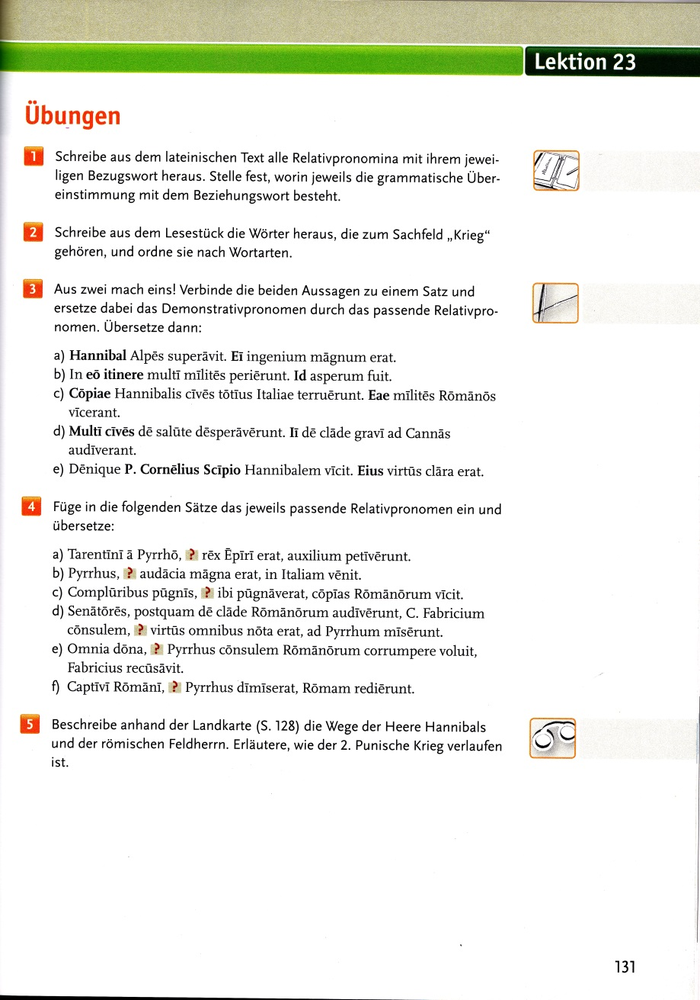 Lektion 23
Übungen
1 Schreibe aus dem lateinischen Text alle Relativpronomina mit ihrem jewei-
ligen Bezugswort heraus. Stelle fest, worin jeweils die grammatische Über-
einstimmung mit dem Beziehungswort besteht.
2 Schreibe aus dem Lesestück die Wörter heraus, die zum Sachfeld „Krieg“
gehören, und ordne sie nach Wortarten.
3 Aus zwei mach eins! Verbinde die beiden Aussagen zu einem Satz und
ersetze dabei das Demonstrativpronomen durch das passende Relativpro-
nomen. Übersetze dann:
a) Hannibal Alpēs superāvit. Eī ingenium māgnum erat.
b) In eō itinere multī mīlitēs periērunt. Id asperum fuit.
c) Cōpiae Hannibalis cīvēs tōtīus Italiae terruērunt. Eae mīlitēs Rōmānōs
vīcerant.
d) Multī cīvēs dē salūte dēsperāvērunt. Iī dē clāde gravī ad Cannās
audīverant.
e) Dēnique P. Cornēlius Scīpio Hannibalem vīcit. Eius virtūs clāra erat.
4 Füge in die folgenden Sätze das jeweils passende Relativpronomen ein und
übersetze:
a) Tarentīnī ā Pyrrhō, ? rēx Ēpīrī erat, auxilium petīvērunt.
b) Pyrrhus, ? audācia māgna erat, in Italiam vēnit.
c) Complūribus pūgnīs, ? ibi pūgnāverat, cōpīas Rōmānōrum vīcit.
d) Senātōrēs, postquam dē clāde Rōmānōrum audīvērunt, C. Fabricium
cōnsulem, ? virtūs omnibus nōta erat, ad Pyrrhum mīsērunt.
e) Omnia dōna, ? Pyrrhus cōnsulem Rōmānōrum corrumpere voluit,
Fabricius recūsāvit.
f) Captīvī Rōmānī, ? Pyrrhus dīmīserat, Rōmam rediērunt.
5 Beschreibe anhand der Landkarte (S. 128) die Wege der Heere Hannibals
und der römischen Feldherrn. Erläutere, wie der 2. Punische Krieg verlaufen
ist.
131